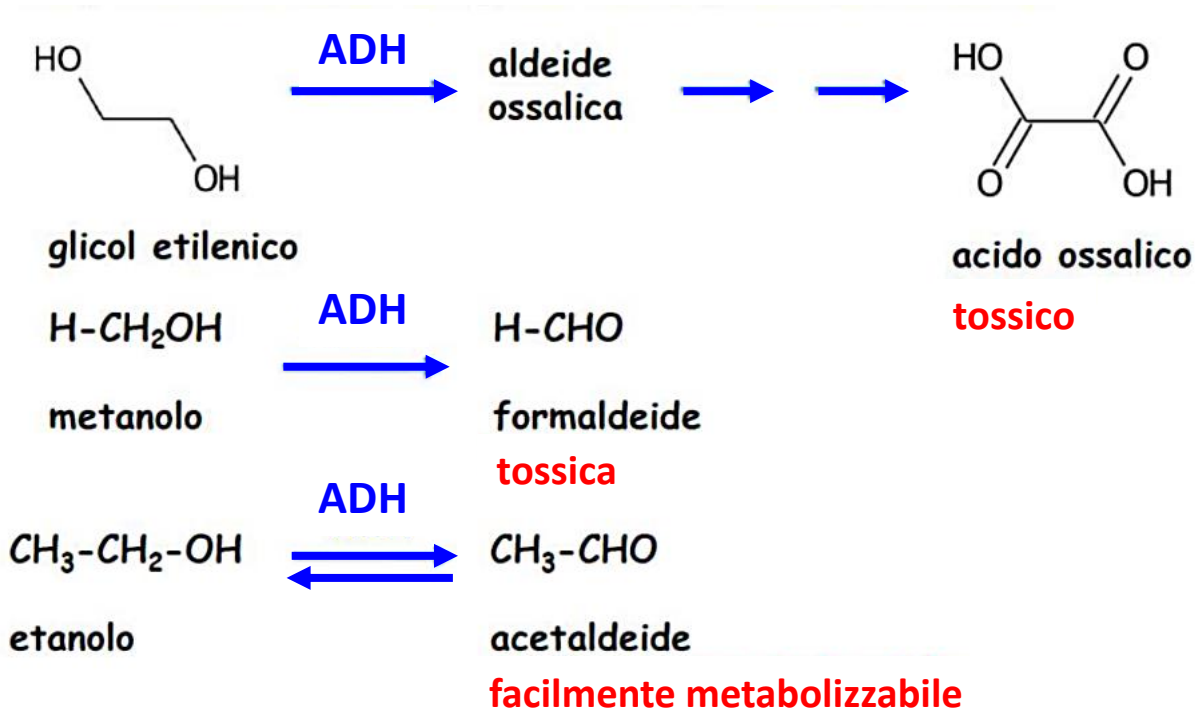 HO
OH
ADH
aldeide
ossalica
HO
O
O
OH
glicol etilenico
acido ossalico
tossico
H-CH₂OH
ADH
H-CHO
metanolo
formaldeide
tossica
CH₃-CH₂-OH
ADH
CH₃-CHO
etanolo
acetaldeide
facilmente metabolizzabile